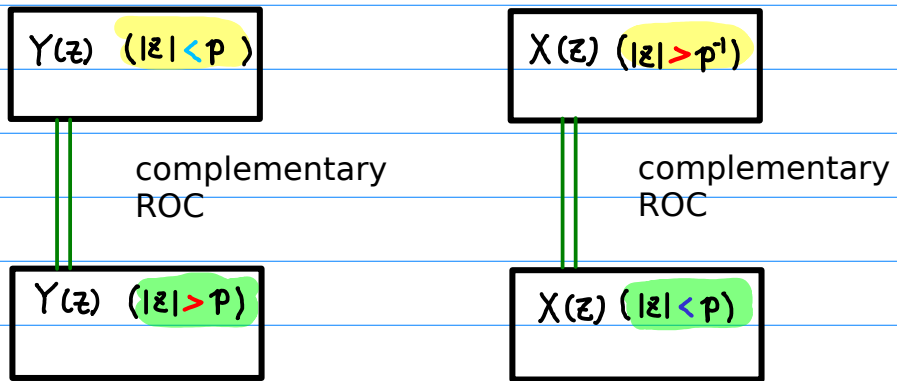 Y(z) (|z| < p)
X(z) (|z| > p⁻¹)
complementary
ROC
complementary
ROC
Y(z) (|z| > p)
X(z) (|z| < p)